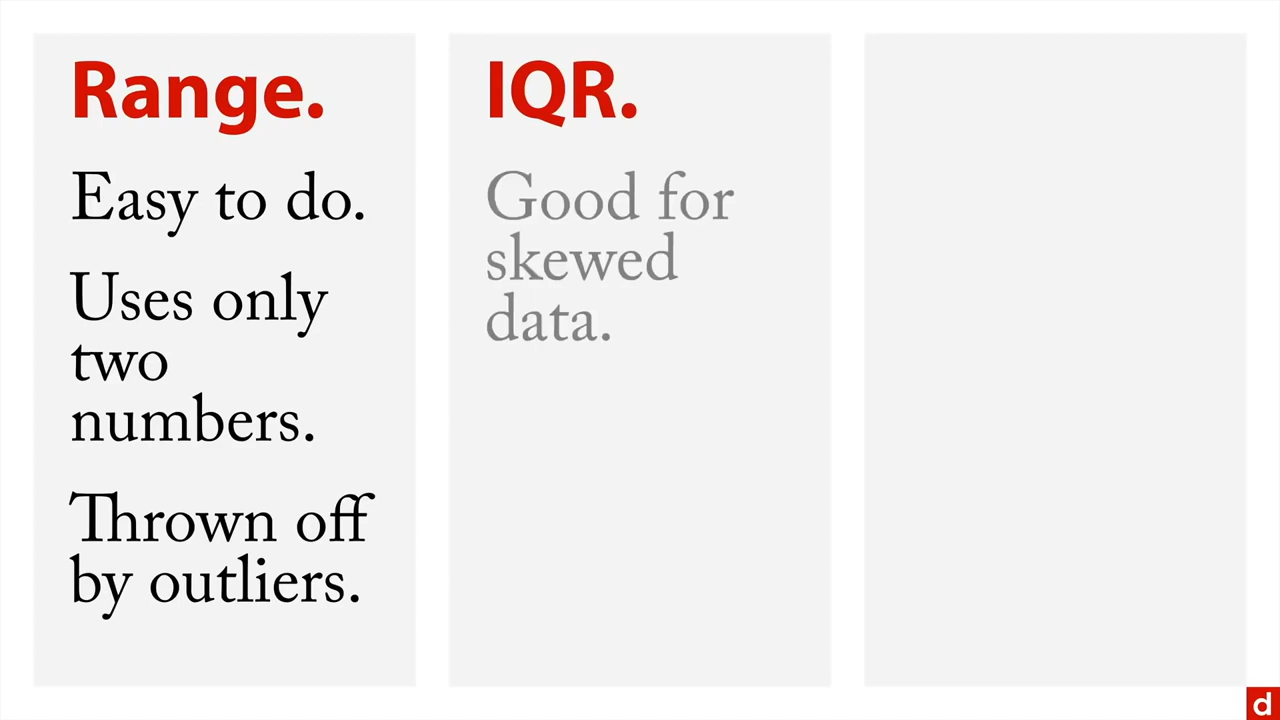 Range.
Easy to do.
Uses only
two
numbers.
Thrown off
by outliers.
IQR.
Good for
skewed
data.
d